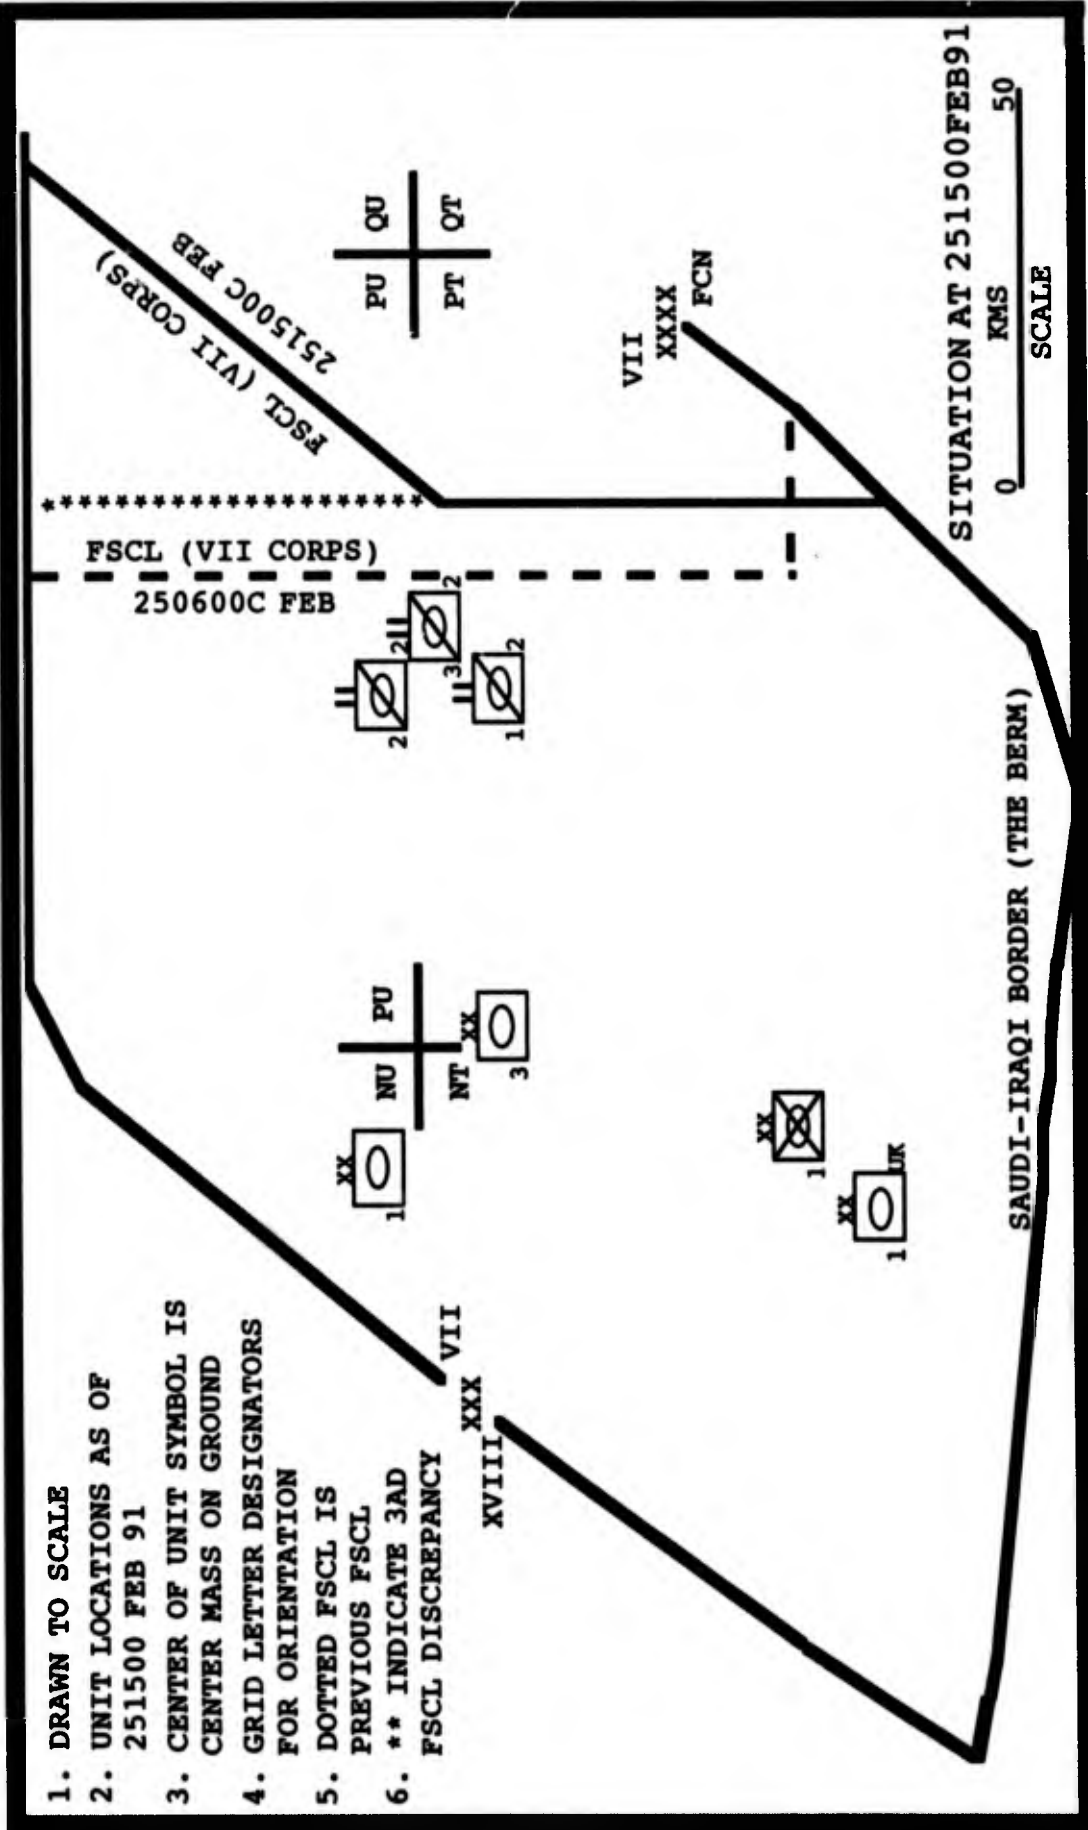 1. DRAWN TO SCALE
2. UNIT LOCATIONS AS OF
251500 FEB 91
3. CENTER OF UNIT SYMBOL IS
CENTER MASS ON GROUND
4. GRID LETTER DESIGNATORS
FOR ORIENTATION
5. DOTTED FSCL IS
PREVIOUS FSCL
6. ** INDICATE 3AD
FSCL DISCREPANCY
VII
XXX
XVIII
XX
1
NU PU
NT
XX
3
XX
1
XX
1 UK
FSCL (VII CORPS)
250600C FEB
2 2
3 2
1 2
********************
FSCL (VII CORPS)
251500C FEB
PU QU
PT QT
VII
XXXX
FCN
SAUDI-IRAQI BORDER (THE BERM)
SITUATION AT 251500FEB91
0 KMS 50
SCALE